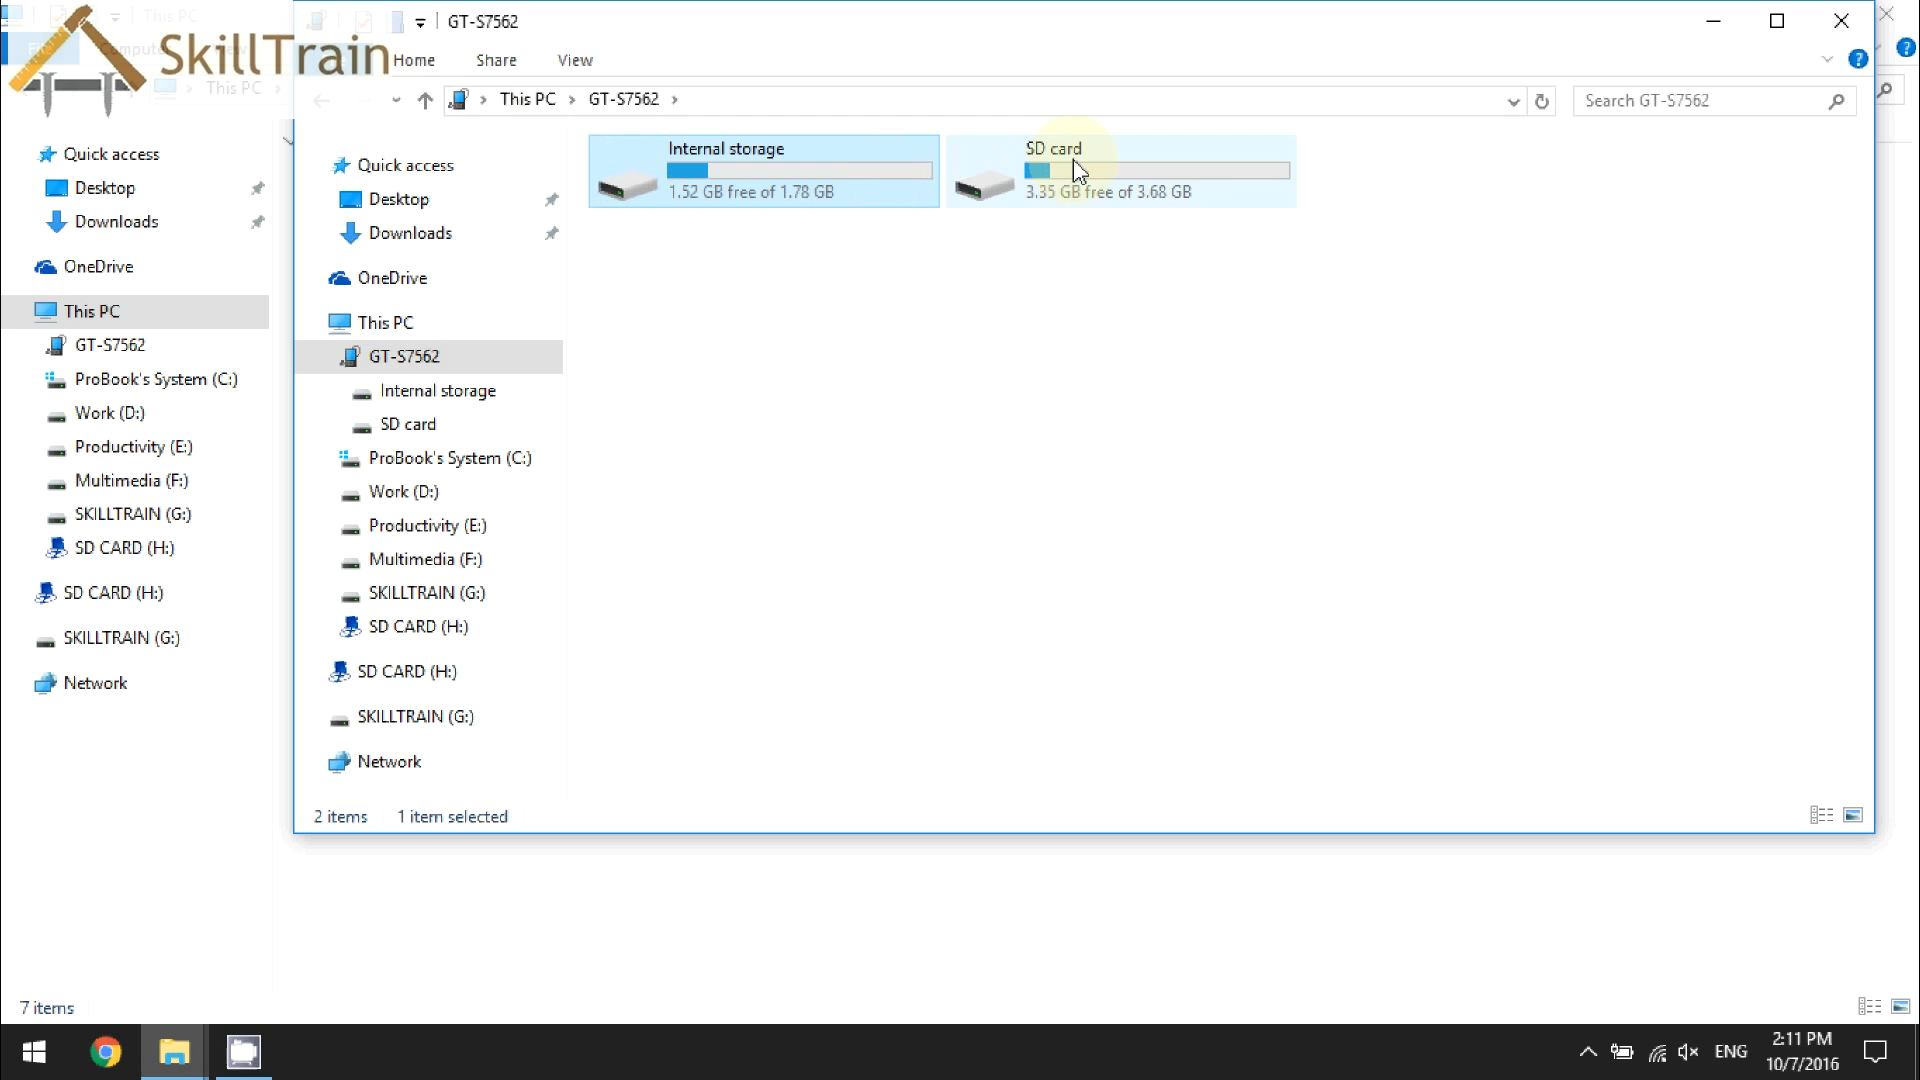 This PC
GT-S7562
SkillTrain
Computer
View
Home
Share
View
This PC
This PC
GT-S7562
Search GT-S7562
Quick access
Desktop
Downloads
OneDrive
This PC
GT-S7562
ProBook's System (C:)
Work (D:)
Productivity (E:)
Multimedia (F:)
SKILLTRAIN (G:)
SD CARD (H:)
SD CARD (H:)
SKILLTRAIN (G:)
Network
7 items
Quick access
Desktop
Downloads
OneDrive
This PC
GT-S7562
Internal storage
SD card
ProBook's System (C:)
Work (D:)
Productivity (E:)
Multimedia (F:)
SKILLTRAIN (G:)
SD CARD (H:)
SD CARD (H:)
SKILLTRAIN (G:)
Network
Internal storage
1.52 GB free of 1.78 GB
SD card
3.35 GB free of 3.68 GB
2 items
1 item selected
ENG
2:11 PM
10/7/2016